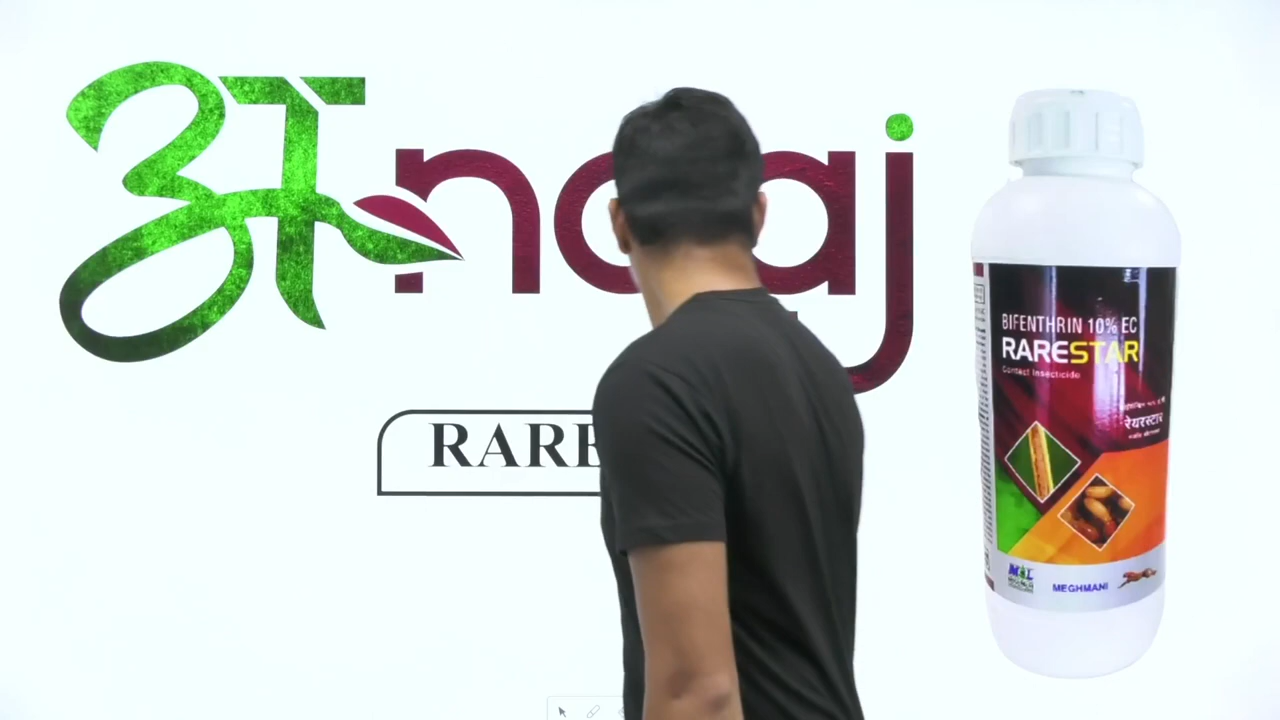 अnaaj
RARE
BIFENTHRIN 10% EC
RARESTAR
Contact Insecticide
रेयरस्टार
MEGHMANI